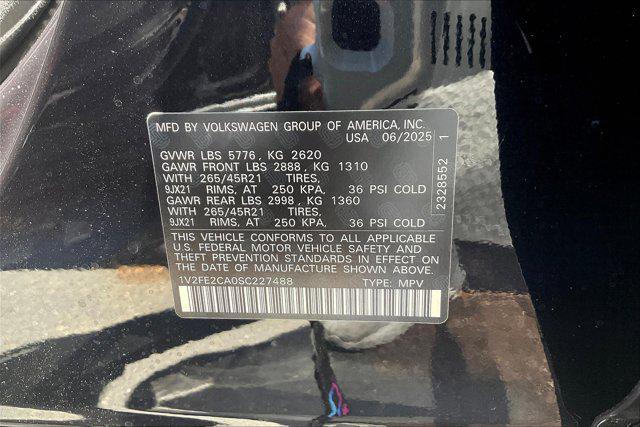 MFD BY VOLKSWAGEN GROUP OF AMERICA, INC.
USA 06/2025
GVWR LBS 5776, KG 2620
GAWR FRONT LBS 2888, KG 1310
WITH 265/45R21 TIRES,
9JX21 RIMS, AT 250 KPA, 36 PSI COLD
GAWR REAR LBS 2998, KG 1360
WITH 265/45R21 TIRES,
9JX21 RIMS, AT 250 KPA, 36 PSI COLD
THIS VEHICLE CONFORMS TO ALL APPLICABLE
U.S. FEDERAL MOTOR VEHICLE SAFETY AND
THEFT PREVENTION STANDARDS IN EFFECT ON
THE DATE OF MANUFACTURE SHOWN ABOVE.
1V2FE2CA0SC227488 TYPE: MPV
2328552 1